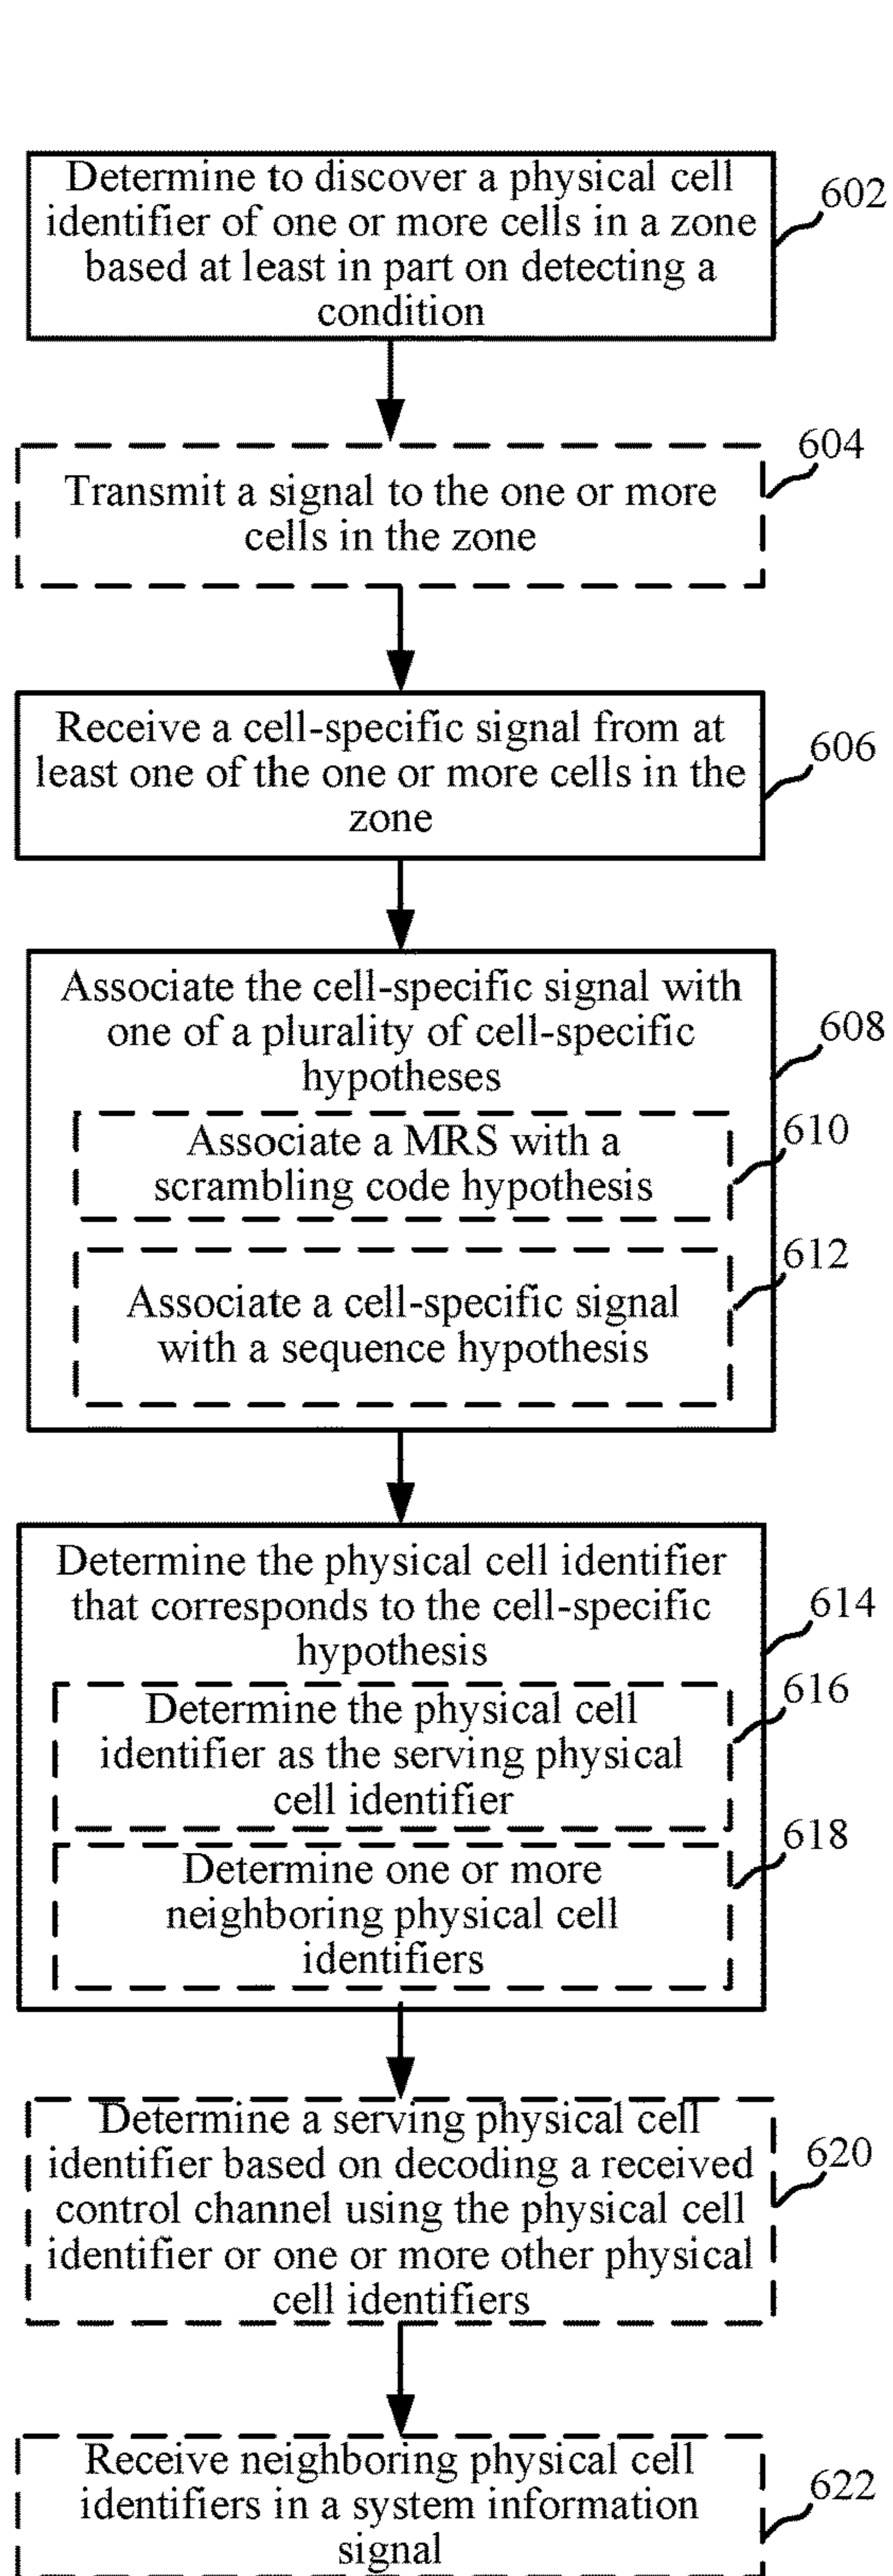 Determine to discover a physical cell
identifier of one or more cells in a zone
based at least in part on detecting a
condition
602
Transmit a signal to the one or more
cells in the zone
604
Receive a cell-specific signal from at
least one of the one or more cells in the
zone
606
Associate the cell-specific signal with
one of a plurality of cell-specific
hypotheses
608
Associate a MRS with a
scrambling code hypothesis
610
Associate a cell-specific signal
with a sequence hypothesis
612
Determine the physical cell identifier
that corresponds to the cell-specific
hypothesis
614
Determine the physical cell
identifier as the serving physical
cell identifier
616
Determine one or more
neighboring physical cell
identifiers
618
Determine a serving physical cell
identifier based on decoding a received
control channel using the physical cell
identifier or one or more other physical
cell identifiers
620
Receive neighboring physical cell
identifiers in a system information
signal
622